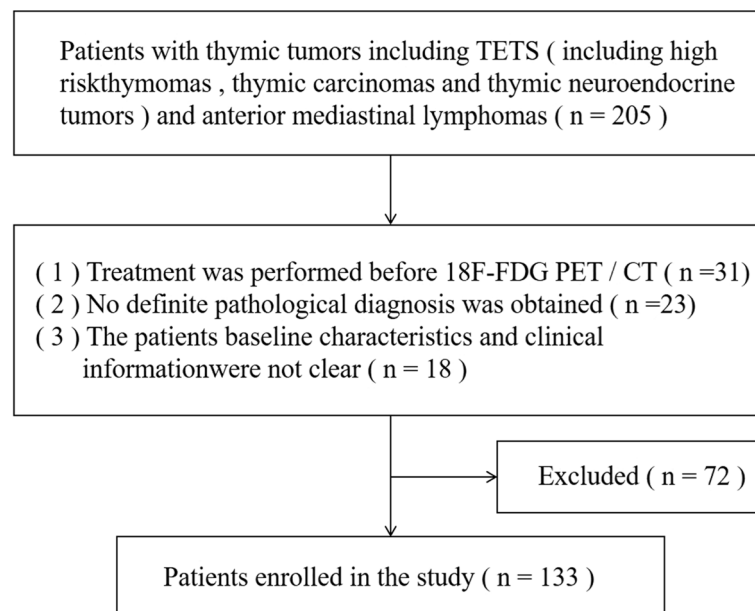 Patients with thymic tumors including TETS ( including high
riskthymomas , thymic carcinomas and thymic neuroendocrine
tumors ) and anterior mediastinal lymphomas ( n = 205 )
( 1 ) Treatment was performed before 18F-FDG PET / CT ( n =31)
( 2 ) No definite pathological diagnosis was obtained ( n =23)
( 3 ) The patients baseline characteristics and clinical
informationwere not clear ( n = 18 )
Excluded ( n = 72 )
Patients enrolled in the study ( n = 133 )